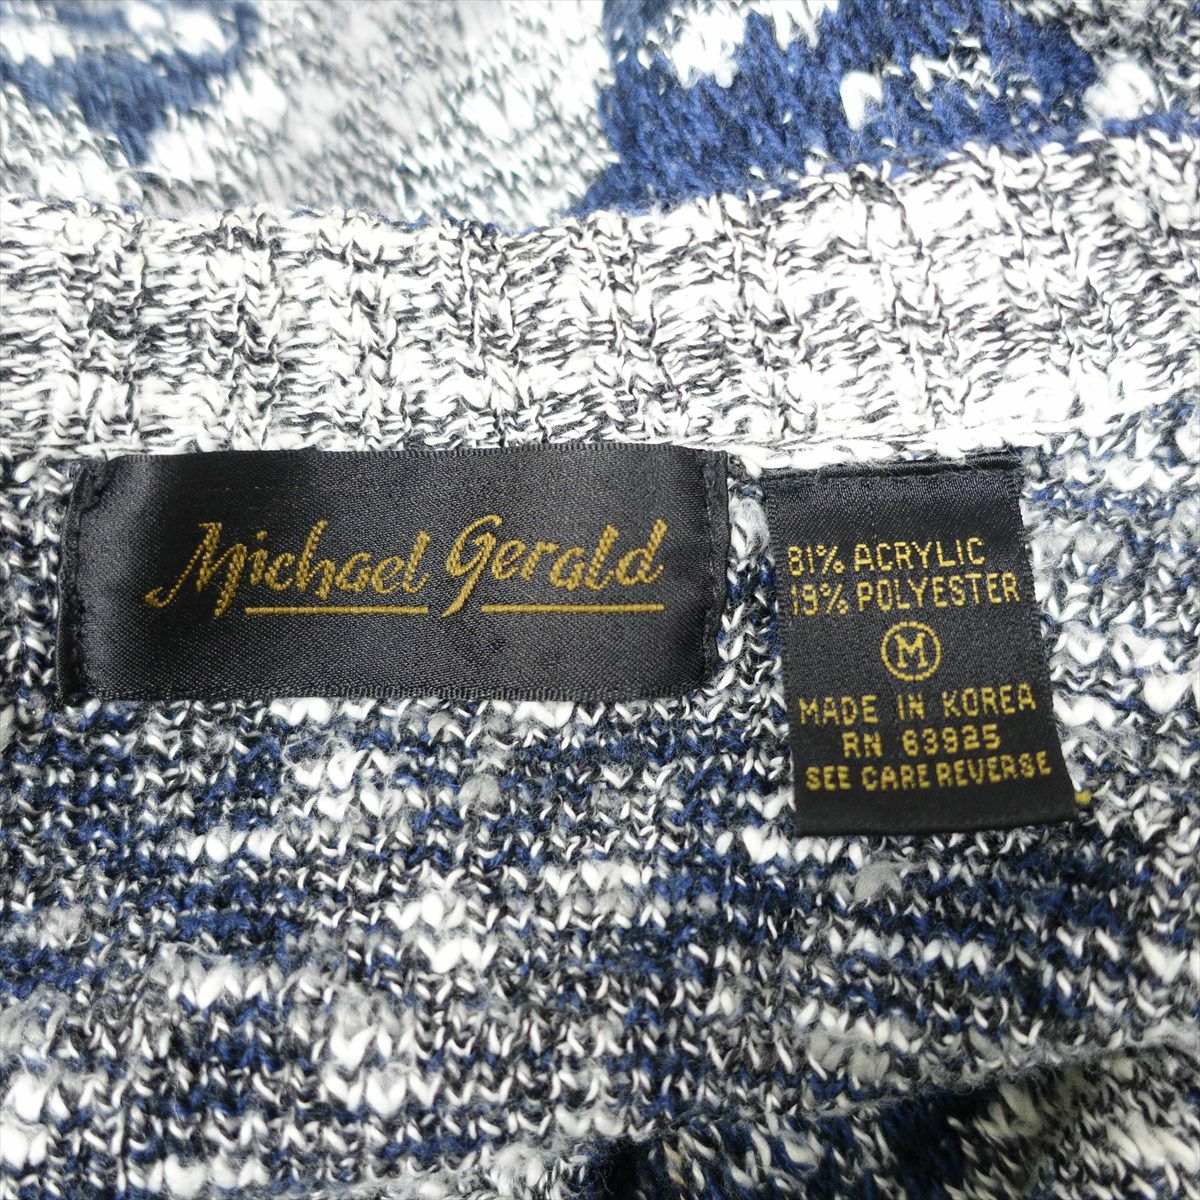 Michael Gerald
81% ACRYLIC
19% POLYESTER
M
MADE IN KOREA
RN 63925
SEE CARE REVERSE